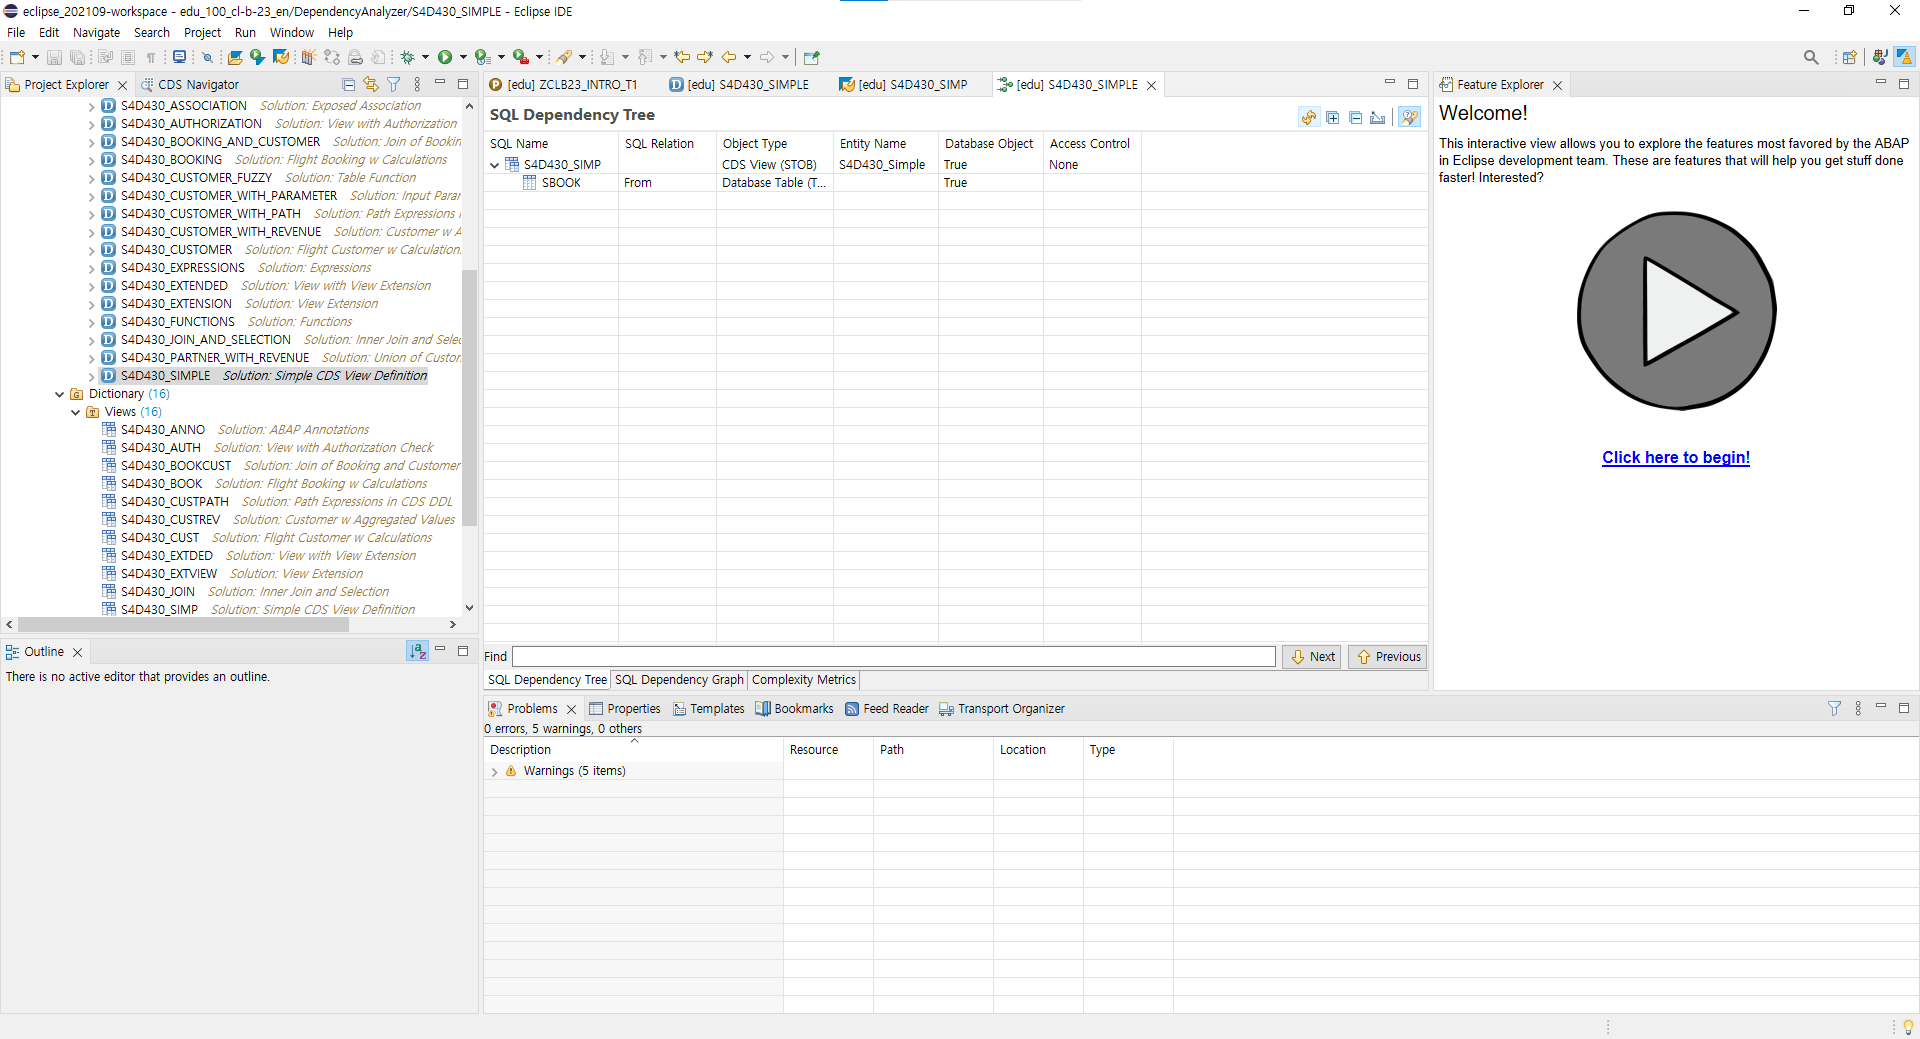 eclipse_202109-workspace - edu_100_cl-b-23_en/DependencyAnalyzer/S4D430_SIMPLE - Eclipse IDE
File Edit Navigate Search Project Run Window Help
Project Explorer
CDS Navigator
S4D430_ASSOCIATION Solution: Exposed Association
S4D430_AUTHORIZATION Solution: View with Authorization
S4D430_BOOKING_AND_CUSTOMER Solution: Join of Bookin
S4D430_BOOKING Solution: Flight Booking w Calculations
S4D430_CUSTOMER_FUZZY Solution: Table Function
S4D430_CUSTOMER_WITH_PARAMETER Solution: Input Parar
S4D430_CUSTOMER_WITH_PATH Solution: Path Expressions
S4D430_CUSTOMER_WITH_REVENUE Solution: Customer w A
S4D430_CUSTOMER Solution: Flight Customer w Calculation
S4D430_EXPRESSIONS Solution: Expressions
S4D430_EXTENDED Solution: View with View Extension
S4D430_EXTENSION Solution: View Extension
S4D430_FUNCTIONS Solution: Functions
S4D430_JOIN_AND_SELECTION Solution: Inner Join and Selec
S4D430_PARTNER_WITH_REVENUE Solution: Union of Custor
S4D430_SIMPLE Solution: Simple CDS View Definition
Dictionary (16)
Views (16)
S4D430_ANNO Solution: ABAP Annotations
S4D430_AUTH Solution: View with Authorization Check
S4D430_BOOKCUST Solution: Join of Booking and Customer
S4D430_BOOK Solution: Flight Booking w Calculations
S4D430_CUSTPATH Solution: Path Expressions in CDS DDL
S4D430_CUSTREV Solution: Customer w Aggregated Values
S4D430_CUST Solution: Flight Customer w Calculations
S4D430_EXTDED Solution: View with View Extension
S4D430_EXTVIEW Solution: View Extension
S4D430_JOIN Solution: Inner Join and Selection
S4D430_SIMP Solution: Simple CDS View Definition
Outline
There is no active editor that provides an outline.
[edu] ZCLB23_INTRO_T1
[edu] S4D430_SIMPLE
[edu] S4D430_SIMP
[edu] S4D430_SIMPLE
SQL Dependency Tree
SQL Name SQL Relation Object Type Entity Name Database Object Access Control
S4D430_SIMP CDS View (STOB) S4D430_Simple True None
SBOOK From Database Table (T... True
Find Next Previous
SQL Dependency Tree SQL Dependency Graph Complexity Metrics
Feature Explorer
Welcome!
This interactive view allows you to explore the features most favored by the ABAP
in Eclipse development team. These are features that will help you get stuff done
faster! Interested?
Click here to begin!
Problems Properties Templates Bookmarks Feed Reader Transport Organizer
0 errors, 5 warnings, 0 others
Description Resource Path Location Type
Warnings (5 items)